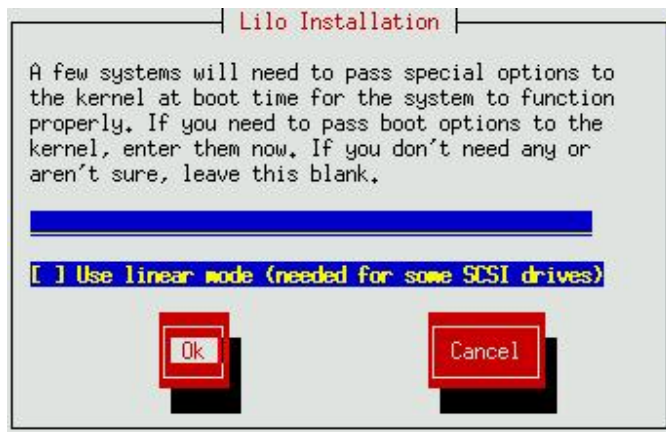 Lilo Installation
A few systems will need to pass special options to
the kernel at boot time for the system to function
properly. If you need to pass boot options to the
kernel, enter them now. If you don't need any or
aren't sure, leave this blank.
[ ] Use linear mode (needed for some SCSI drives)
Ok
Cancel